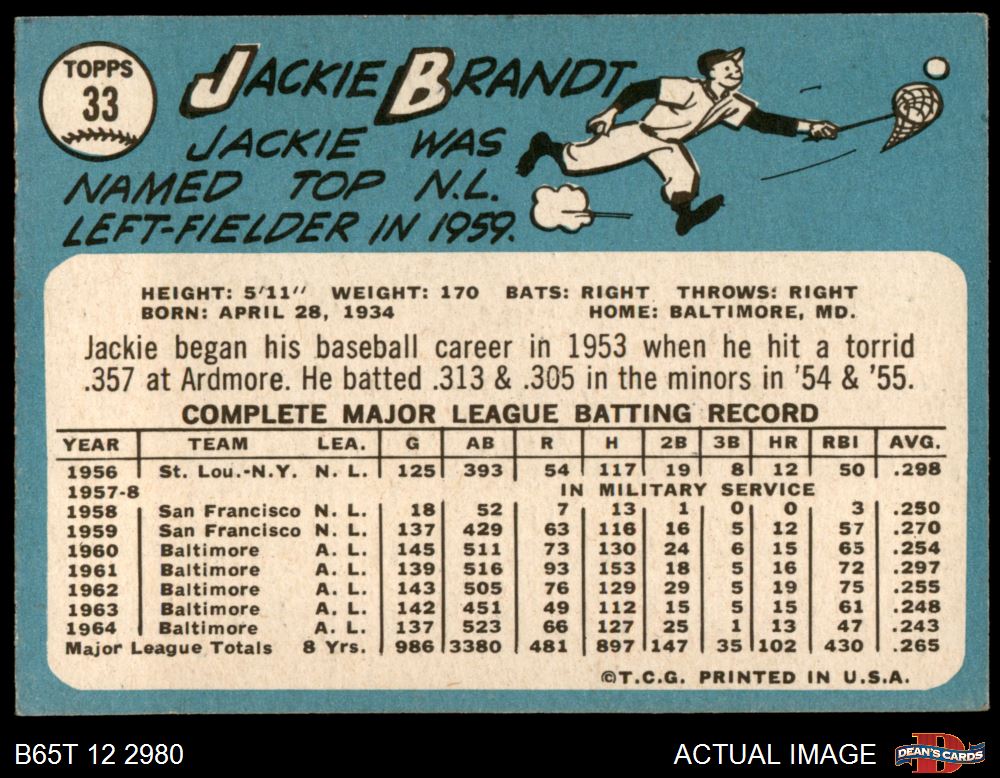 TOPPS
33
JACKIE BRANDT
JACKIE WAS
NAMED TOP N.L.
LEFT-FIELDER IN 1959.
HEIGHT: 5'11" WEIGHT: 170 BATS: RIGHT THROWS: RIGHT
BORN: APRIL 28, 1934 HOME: BALTIMORE, MD.
Jackie began his baseball career in 1953 when he hit a torrid
.357 at Ardmore. He batted .313 & .305 in the minors in '54 & '55.
COMPLETE MAJOR LEAGUE BATTING RECORD
YEAR TEAM LEA. G AB R H 2B 3B HR RBI AVG.
1956 St. Lou.-N.Y. N. L. 125 393 54 117 19 8 12 50 .298
1957-8 IN MILITARY SERVICE
1958 San Francisco N. L. 18 52 7 13 1 0 0 3 .250
1959 San Francisco N. L. 137 429 63 116 16 5 12 57 .270
1960 Baltimore A. L. 145 511 73 130 24 6 15 65 .254
1961 Baltimore A. L. 139 516 93 153 18 5 16 72 .297
1962 Baltimore A. L. 143 505 76 129 29 5 19 75 .255
1963 Baltimore A. L. 142 451 49 112 15 5 15 61 .248
1964 Baltimore A. L. 137 523 66 127 25 1 13 47 .243
Major League Totals 8 Yrs. 986 3380 481 897 147 35 102 430 .265
©T.C.G. PRINTED IN U.S.A.
B65T 12 2980 ACTUAL IMAGE DEAN'S CARDS